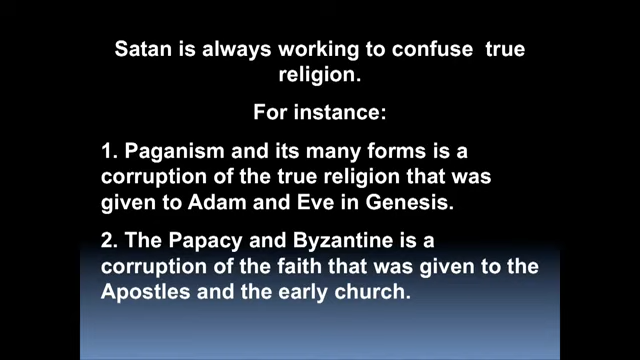 Satan is always working to confuse true
religion.
For instance:
1. Paganism and its many forms is a
corruption of the true religion that was
given to Adam and Eve in Genesis.
2. The Papacy and Byzantine is a
corruption of the faith that was given to the
Apostles and the early church.